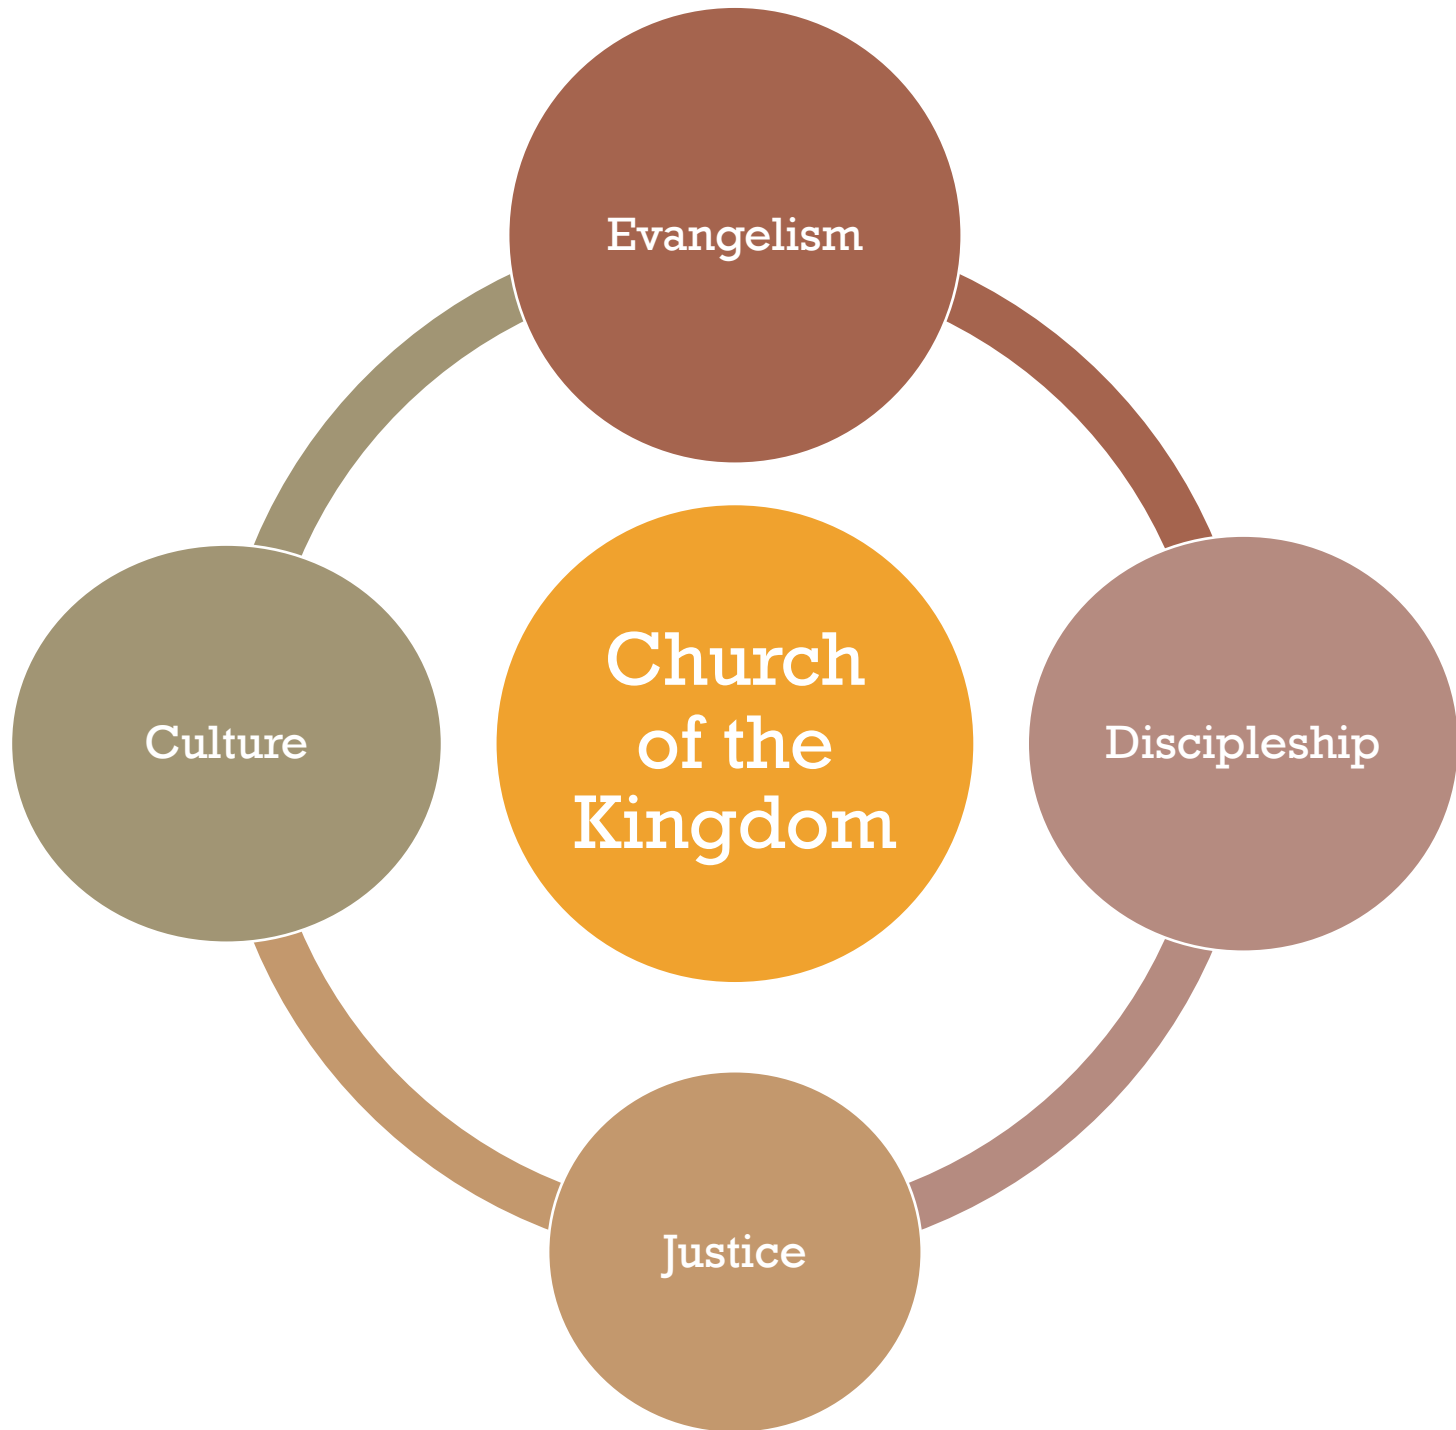 Evangelism
Church
of the
Kingdom
Culture
Discipleship
Justice